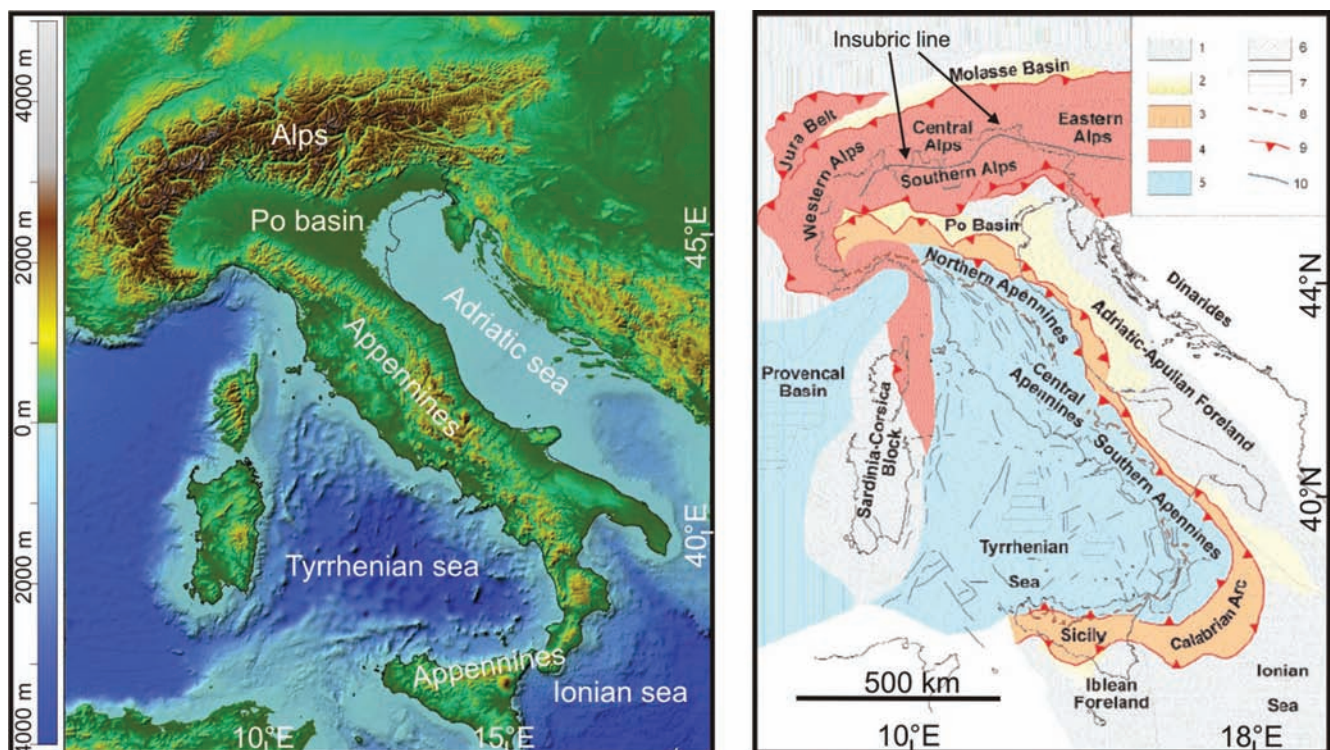 4000 m
2000 m
0 m
2000 m
4000 m
Alps
Po basin
Adriatic sea
Appennines
Tyrrhenian sea
Appennines
Ionian sea
45°E
40°E
10°E
15°E
Insubric line
Molasse Basin
Jura Belt
Western Alps
Central
Alps
Eastern
Alps
Southern Alps
Po Basin
Northern Apennines
Dinarides
Adriatic-Apulian Foreland
Provencal
Basin
Central
Apennines
Southern Apennines
Sardinia-Corsica
Block
Tyrrhenian
Sea
Sicily
Calabrian Arc
Iblean
Foreland
Ionian
Sea
500 km
44°N
40°N
10°E
18°E
1
2
3
4
5
6
7
8
9
10